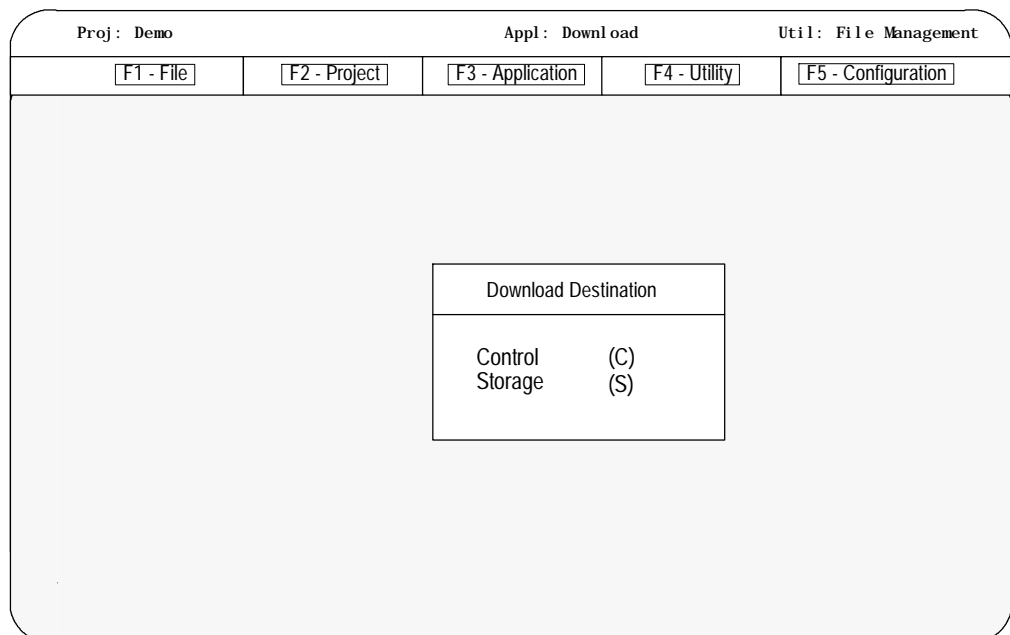 Proj: Demo Appl: Download Util: File Management
F1 - File F2 - Project F3 - Application F4 - Utility F5 - Configuration
Download Destination
Control (C)
Storage (S)